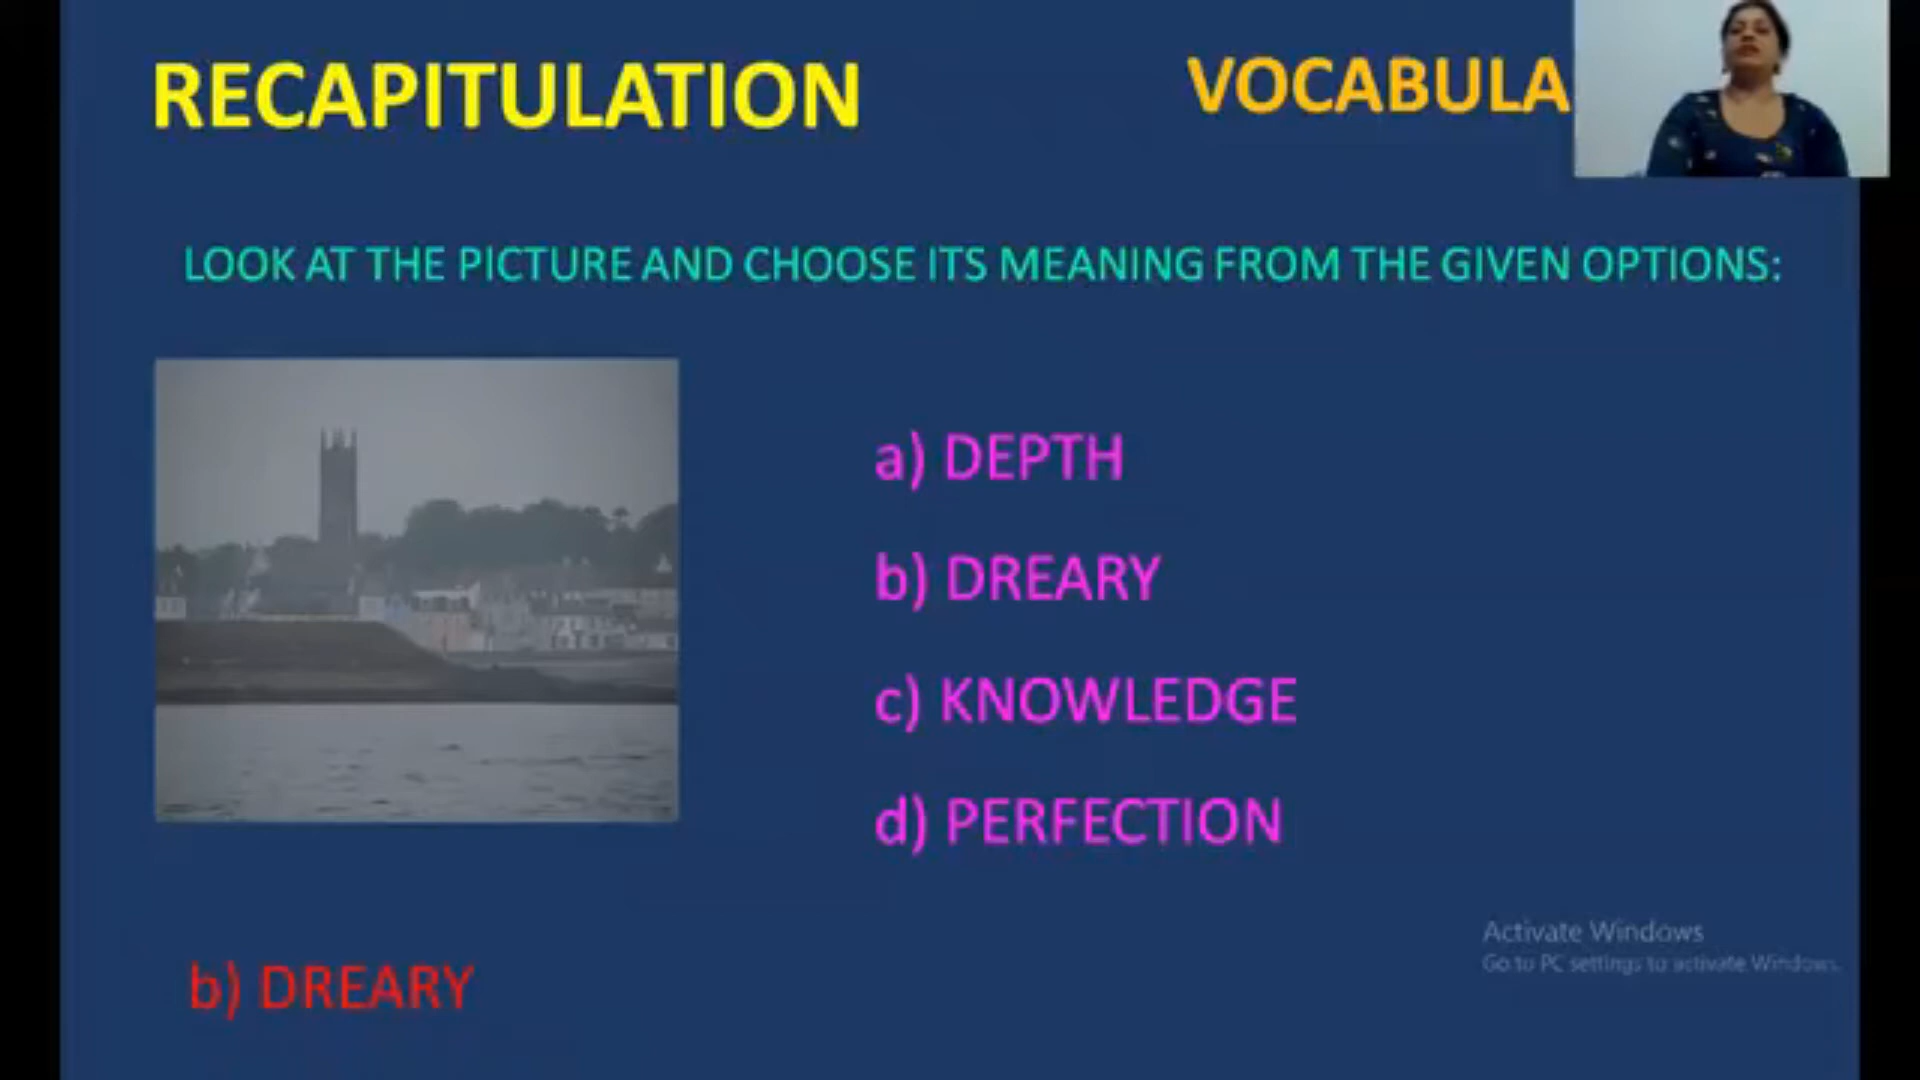 RECAPITULATION
VOCABULA
LOOK AT THE PICTURE AND CHOOSE ITS MEANING FROM THE GIVEN OPTIONS:
a) DEPTH
b) DREARY
c) KNOWLEDGE
d) PERFECTION
b) DREARY
Activate Windows
Go to PC settings to activate Windows.